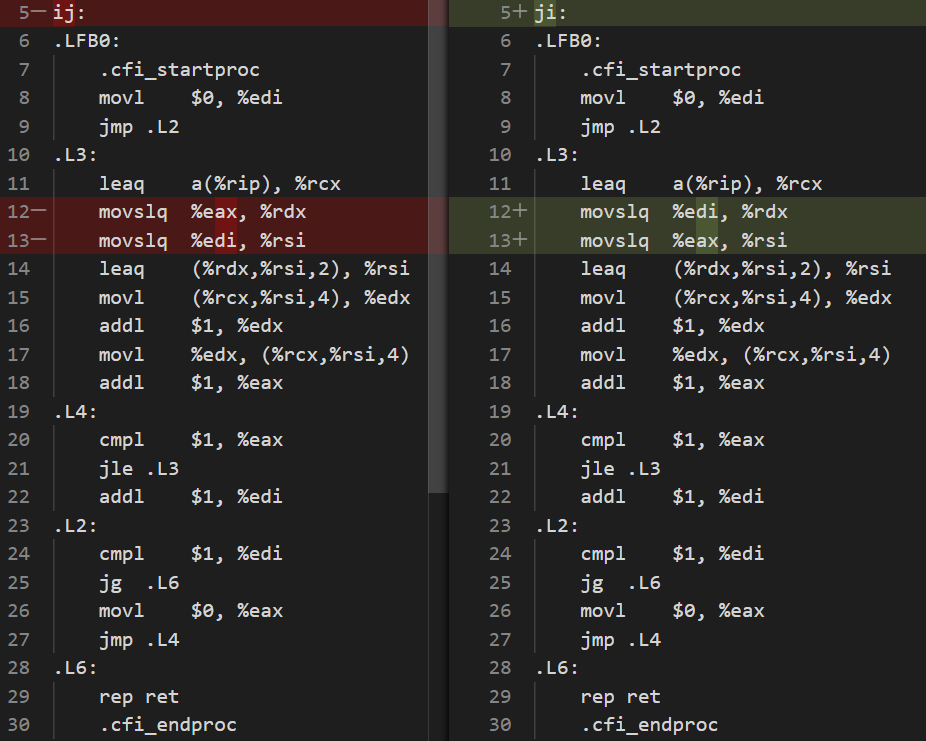 5− ij:
6 .LFB0:
7 .cfi_startproc
8 movl $0, %edi
9 jmp .L2
10 .L3:
11 leaq a(%rip), %rcx
12− movslq %eax, %rdx
13− movslq %edi, %rsi
14 leaq (%rdx,%rsi,2), %rsi
15 movl (%rcx,%rsi,4), %edx
16 addl $1, %edx
17 movl %edx, (%rcx,%rsi,4)
18 addl $1, %eax
19 .L4:
20 cmpl $1, %eax
21 jle .L3
22 addl $1, %edi
23 .L2:
24 cmpl $1, %edi
25 jg .L6
26 movl $0, %eax
27 jmp .L4
28 .L6:
29 rep ret
30 .cfi_endproc
5+ ji:
6 .LFB0:
7 .cfi_startproc
8 movl $0, %edi
9 jmp .L2
10 .L3:
11 leaq a(%rip), %rcx
12+ movslq %edi, %rdx
13+ movslq %eax, %rsi
14 leaq (%rdx,%rsi,2), %rsi
15 movl (%rcx,%rsi,4), %edx
16 addl $1, %edx
17 movl %edx, (%rcx,%rsi,4)
18 addl $1, %eax
19 .L4:
20 cmpl $1, %eax
21 jle .L3
22 addl $1, %edi
23 .L2:
24 cmpl $1, %edi
25 jg .L6
26 movl $0, %eax
27 jmp .L4
28 .L6:
29 rep ret
30 .cfi_endproc